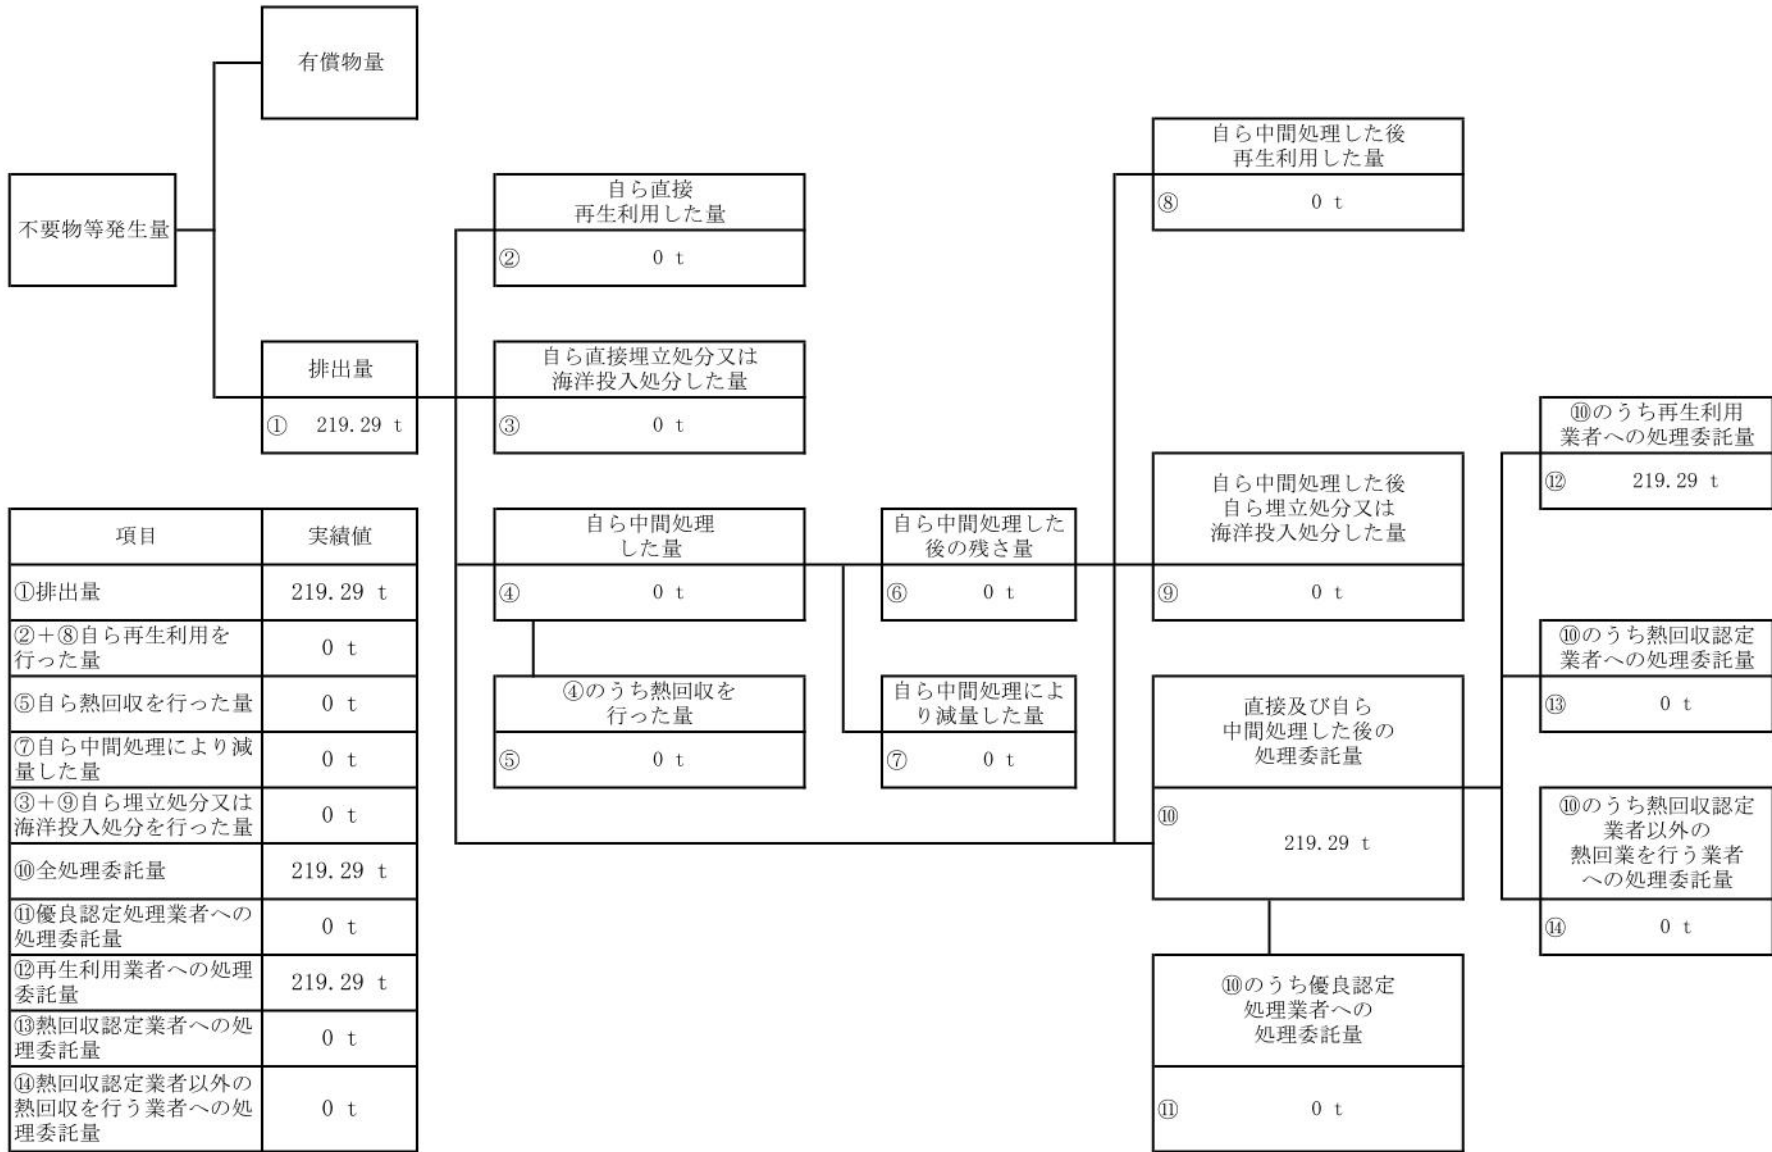 有償物量
不要物等発生量
排出量
① 219.29 t
自ら直接
再生利用した量
② 0 t
自ら直接埋立処分又は
海洋投入処分した量
③ 0 t
自ら中間処理
した量
④ 0 t
④のうち熱回収を
行った量
⑤ 0 t
自ら中間処理した
後の残さ量
⑥ 0 t
自ら中間処理によ
り減量した量
⑦ 0 t
自ら中間処理した後
再生利用した量
⑧ 0 t
自ら中間処理した後
自ら埋立処分又は
海洋投入処分した量
⑨ 0 t
直接及び自ら
中間処理した後の
処理委託量
⑩
219.29 t
⑩のうち優良認定
処理業者への
処理委託量
⑪ 0 t
⑩のうち再生利用
業者への処理委託量
⑫ 219.29 t
⑩のうち熱回収認定
業者への処理委託量
⑬ 0 t
⑩のうち熱回収認定
業者以外の
熱回業を行う業者
への処理委託量
⑭ 0 t
項目 実績値
①排出量 219.29 t
②+⑧自ら再生利用を
行った量 0 t
⑤自ら熱回収を行った量 0 t
⑦自ら中間処理により減
量した量 0 t
③+⑨自ら埋立処分又は
海洋投入処分を行った量 0 t
⑩全処理委託量 219.29 t
⑪優良認定処理業者への
処理委託量 0 t
⑫再生利用業者への処理
委託量 219.29 t
⑬熱回収認定業者への処
理委託量 0 t
⑭熱回収認定業者以外の
熱回収を行う業者への処
理委託量 0 t